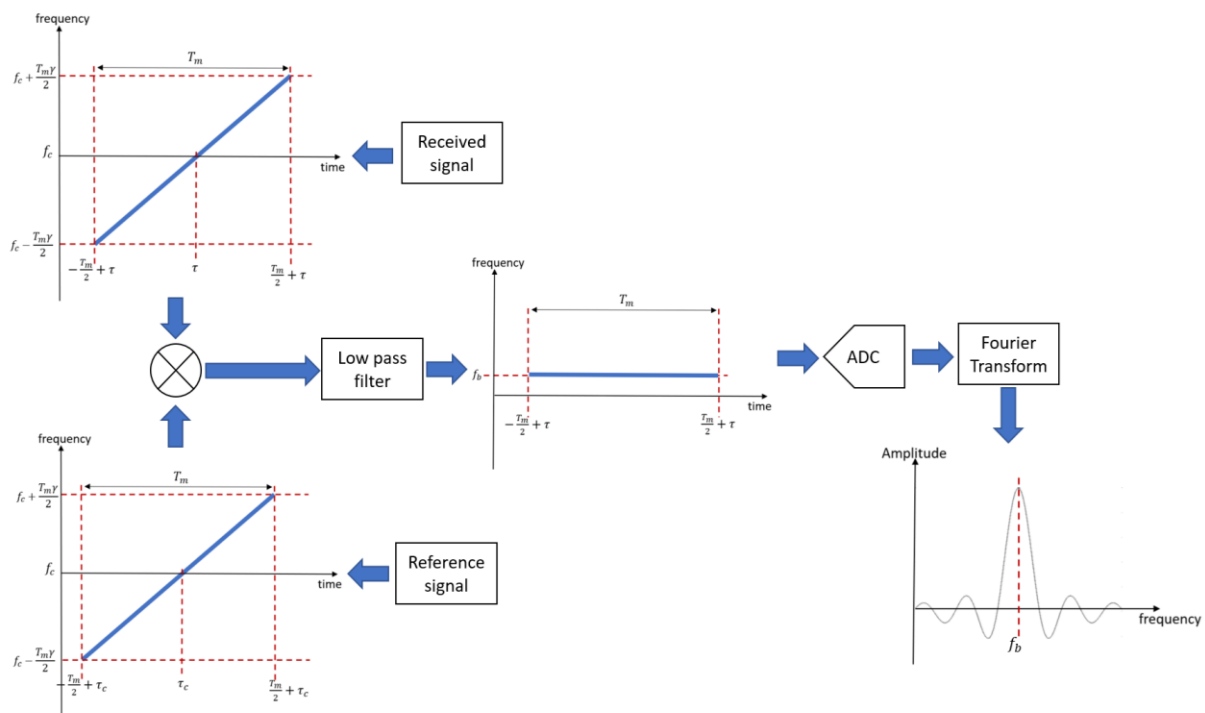 frequency
T_m
f_c + T_mγ/2
f_c
time
f_c − T_mγ/2
−T_m/2 + τ
τ
T_m/2 + τ
Received
signal
Low pass
filter
frequency
T_m
f_b
time
−T_m/2 + τ
T_m/2 + τ
ADC
Fourier
Transform
Amplitude
frequency
f_b
frequency
T_m
f_c + T_mγ/2
f_c
time
f_c − T_mγ/2
−T_m/2 + τ_c
τ_c
T_m/2 + τ_c
Reference
signal